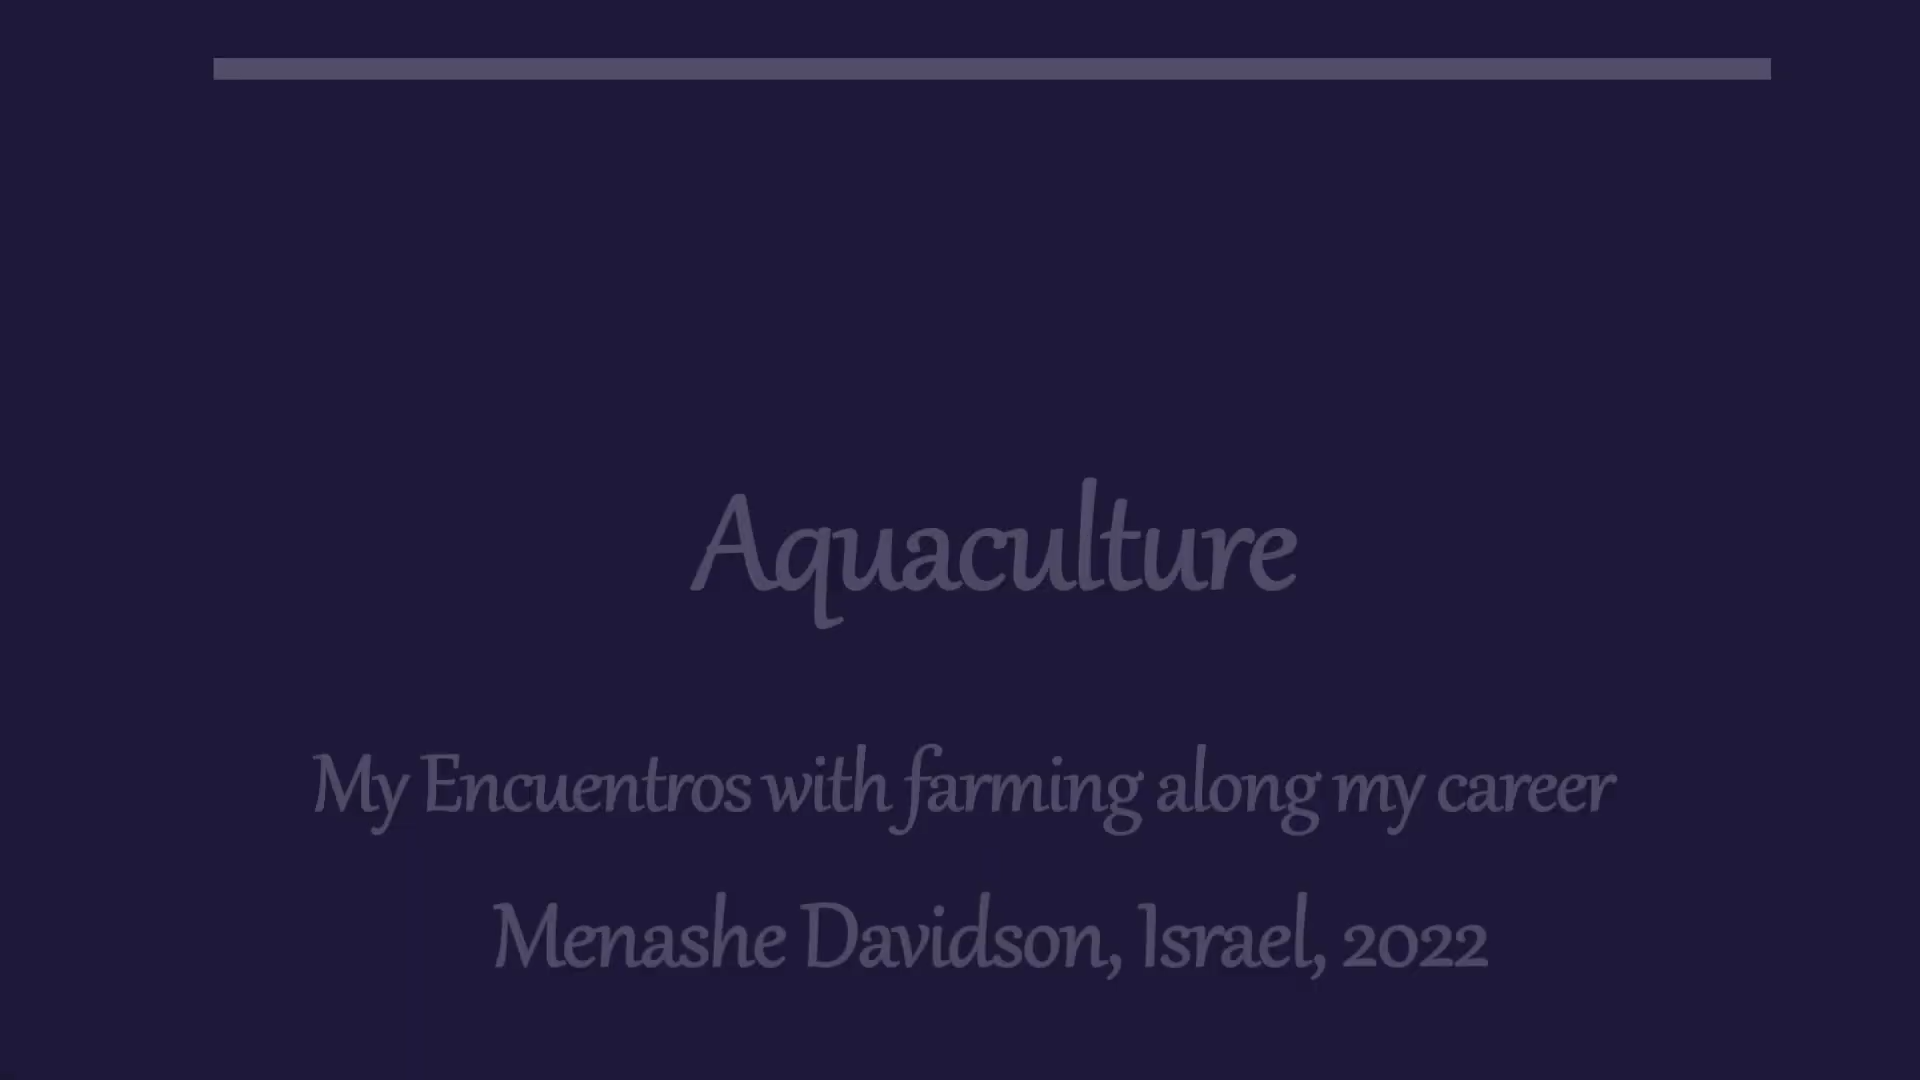 Aquaculture
My Encuentros with farming along my career
Menashe Davidson, Israel, 2022